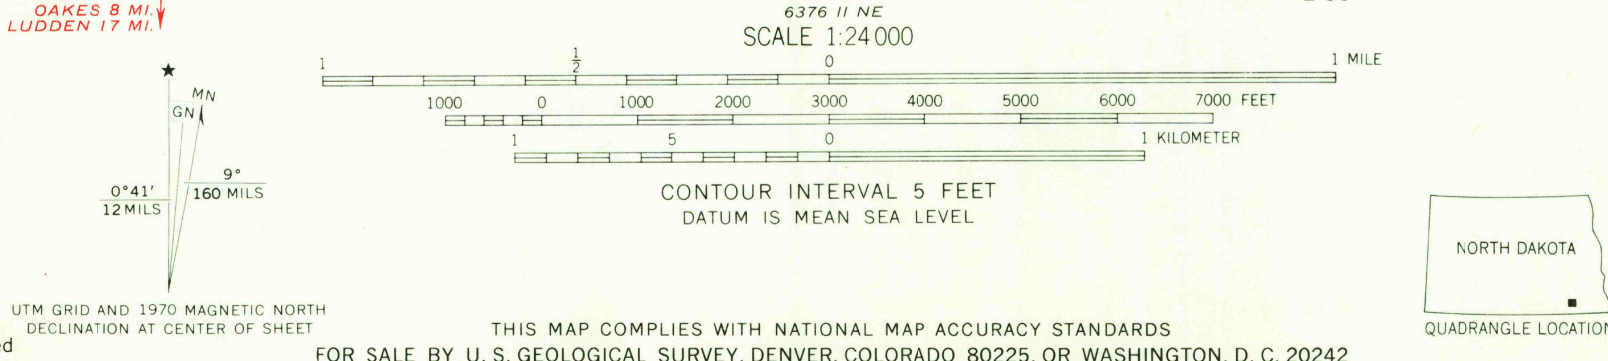 OAKES 8 MI.
LUDDEN 17 MI.
6376 II NE
SCALE 1:24 000
1 1/2 0 1 MILE
1000 0 1000 2000 3000 4000 5000 6000 7000 FEET
1 5 0 1 KILOMETER
CONTOUR INTERVAL 5 FEET
DATUM IS MEAN SEA LEVEL
★
MN
GN
0°41'
12 MILS
9°
160 MILS
UTM GRID AND 1970 MAGNETIC NORTH
DECLINATION AT CENTER OF SHEET
NORTH DAKOTA
QUADRANGLE LOCATION
THIS MAP COMPLIES WITH NATIONAL MAP ACCURACY STANDARDS
FOR SALE BY U. S. GEOLOGICAL SURVEY, DENVER, COLORADO 80225, OR WASHINGTON, D. C. 20242